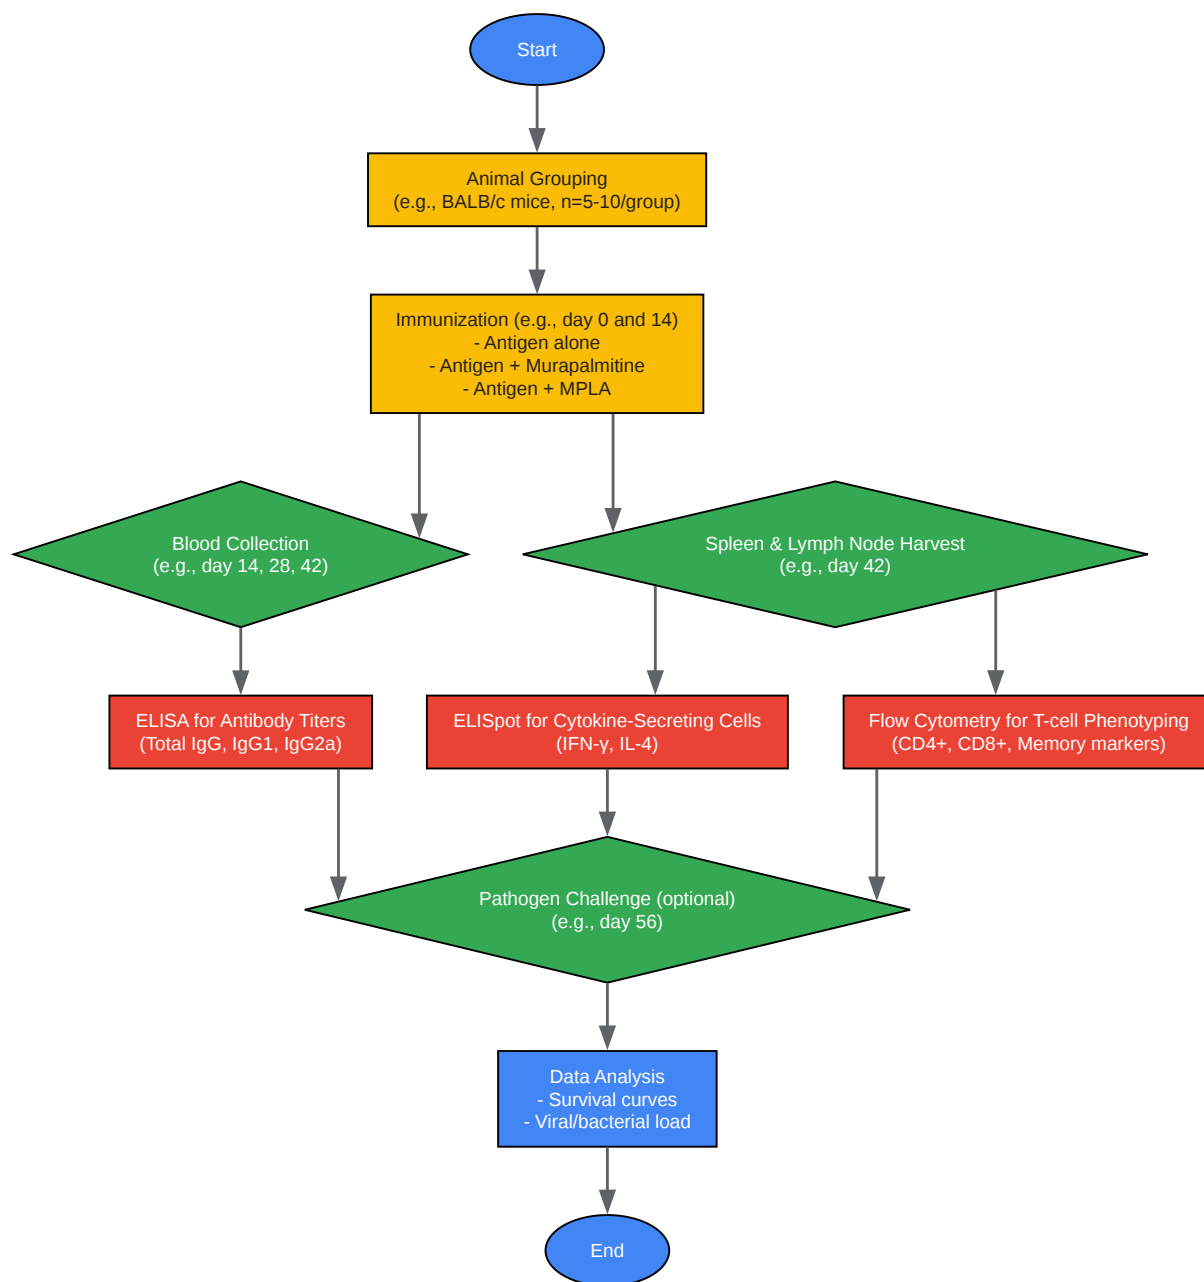 Start
Animal Grouping
(e.g., BALB/c mice, n=5-10/group)
Immunization (e.g., day 0 and 14)
- Antigen alone
- Antigen + Murapalmitine
- Antigen + MPLA
Blood Collection
(e.g., day 14, 28, 42)
Spleen & Lymph Node Harvest
(e.g., day 42)
ELISA for Antibody Titers
(Total IgG, IgG1, IgG2a)
ELISpot for Cytokine-Secreting Cells
(IFN-γ, IL-4)
Flow Cytometry for T-cell Phenotyping
(CD4+, CD8+, Memory markers)
Pathogen Challenge (optional)
(e.g., day 56)
Data Analysis
- Survival curves
- Viral/bacterial load
End